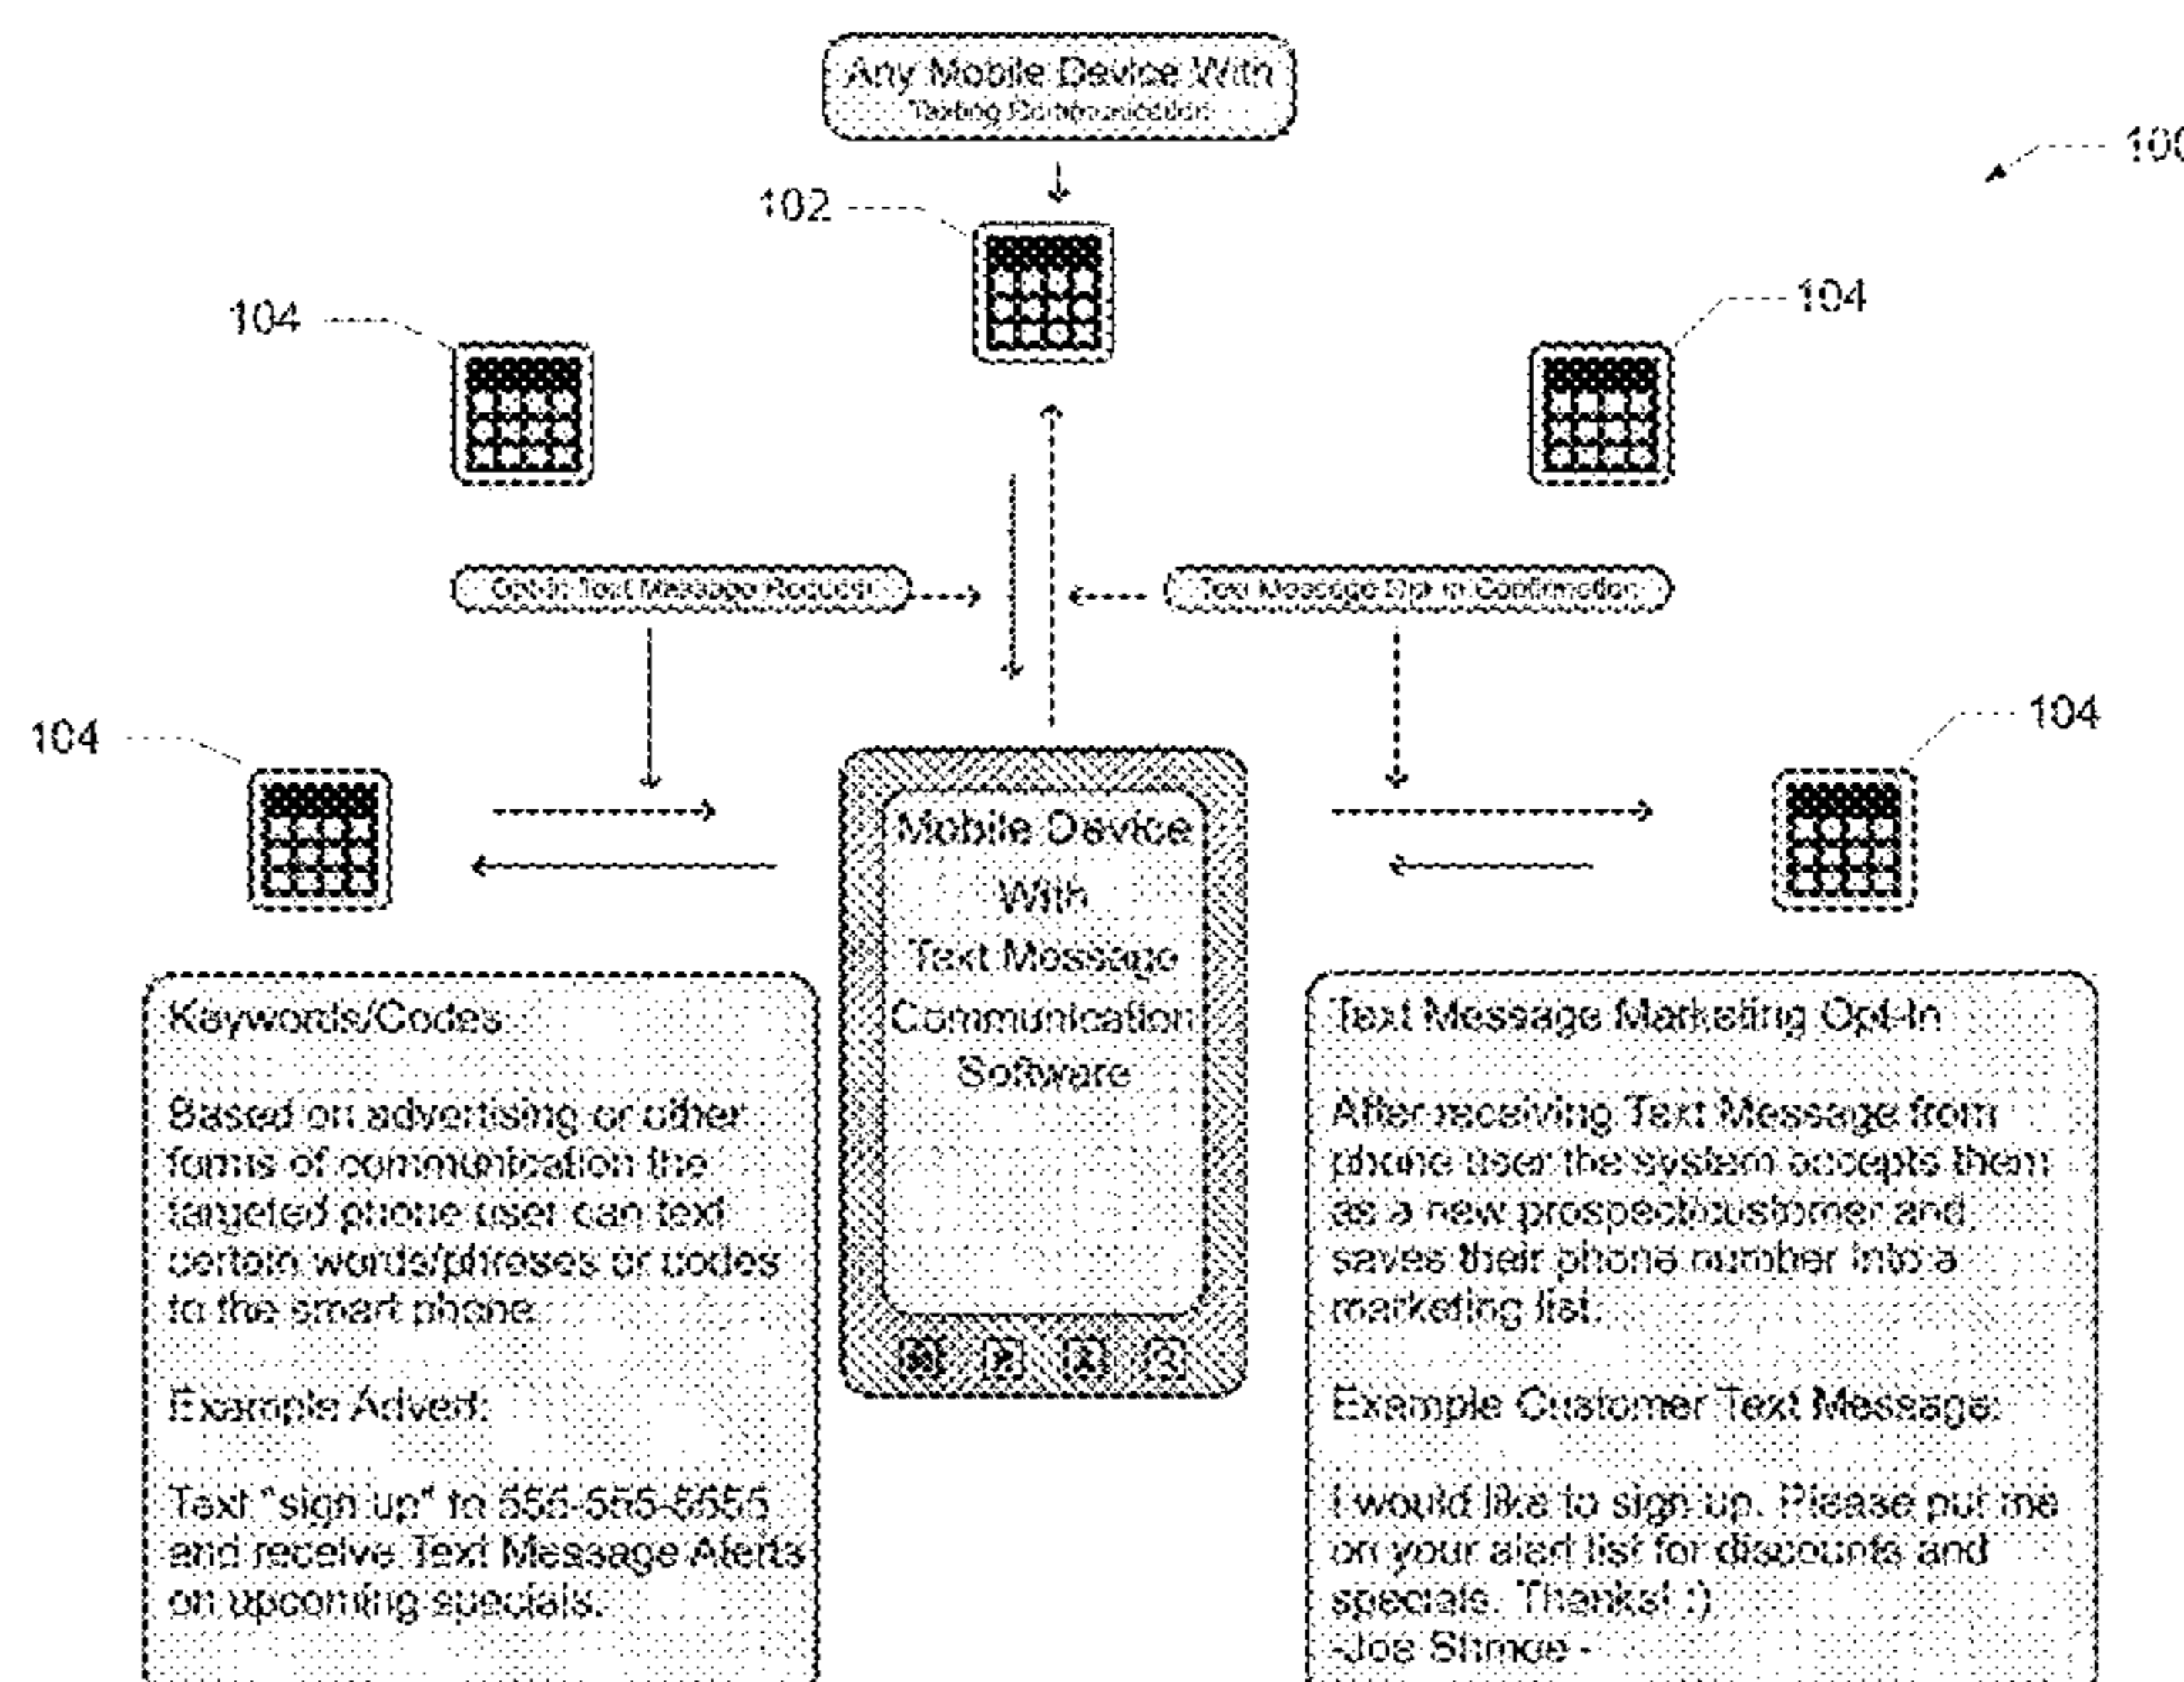 Any Mobile Device With
Texting Communication
100
102
104
104
Opt-in Text Message Request
Text Message Opt in Confirmation
104
104
Mobile Device
With
Text Message
Communication
Software
Keywords/Codes:
Based on advertising or other
forms of communication the
targeted phone user can text
certain words/phrases or codes
to the smart phone
Example Advert:
Text "sign up" to 555-555-5555
and receive Text Message Alerts
on upcoming specials.
Text Message Marketing Opt-In
After receiving Text Message from
phone user the system accepts them
as a new prospect/customer and
saves their phone number into a
marketing list.
Example Customer Text Message:
I would like to sign up. Please put me
on your alert list for discounts and
specials. Thanks! :)
-Joe Shmoe -